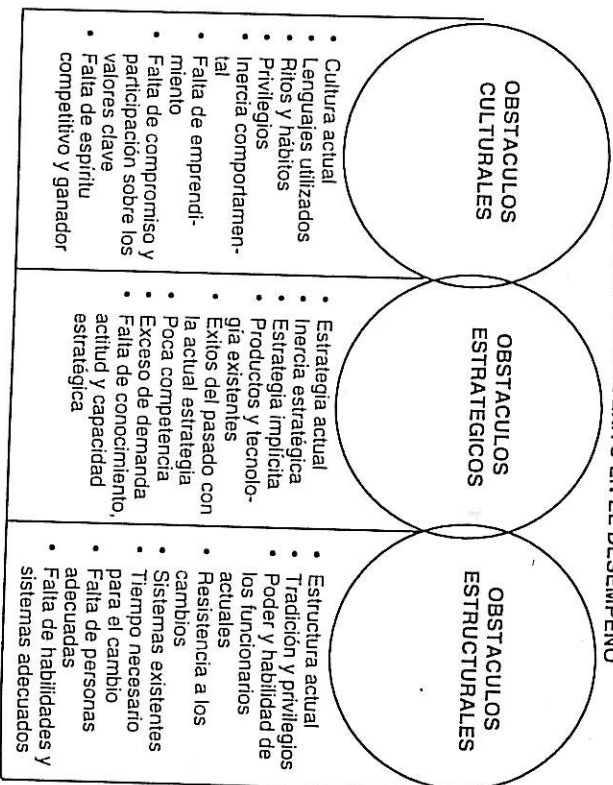 EN EL DESEMPEÑO
OBSTACULOS
CULTURALES
• Cultura actual
• Lenguajes utilizados
• Ritos y hábitos
• Privilegios
• Inercia comportamen-
tal
• Falta de emprendi-
miento
• Falta de compromiso y
participación sobre los
valores clave
• Falta de espíritu
competitivo y ganador
OBSTACULOS
ESTRATEGICOS
• Estrategia actual
• Inercia estratégica
• Estrategia implícita
• Productos y tecnolo-
gía existentes
• Éxitos del pasado con
la actual estrategia
• Poca competencia
• Exceso de demanda
• Falta de conocimiento,
actitud y capacidad
estratégica
OBSTACULOS
ESTRUCTURALES
• Estructura actual
• Tradición y privilegios
• Poder y habilidad de
los funcionarios
actuales
• Resistencia a los
cambios
• Sistemas existentes
• Tiempo necesario
para el cambio
• Falta de personas
adecuadas
• Falta de habilidades y
sistemas adecuados